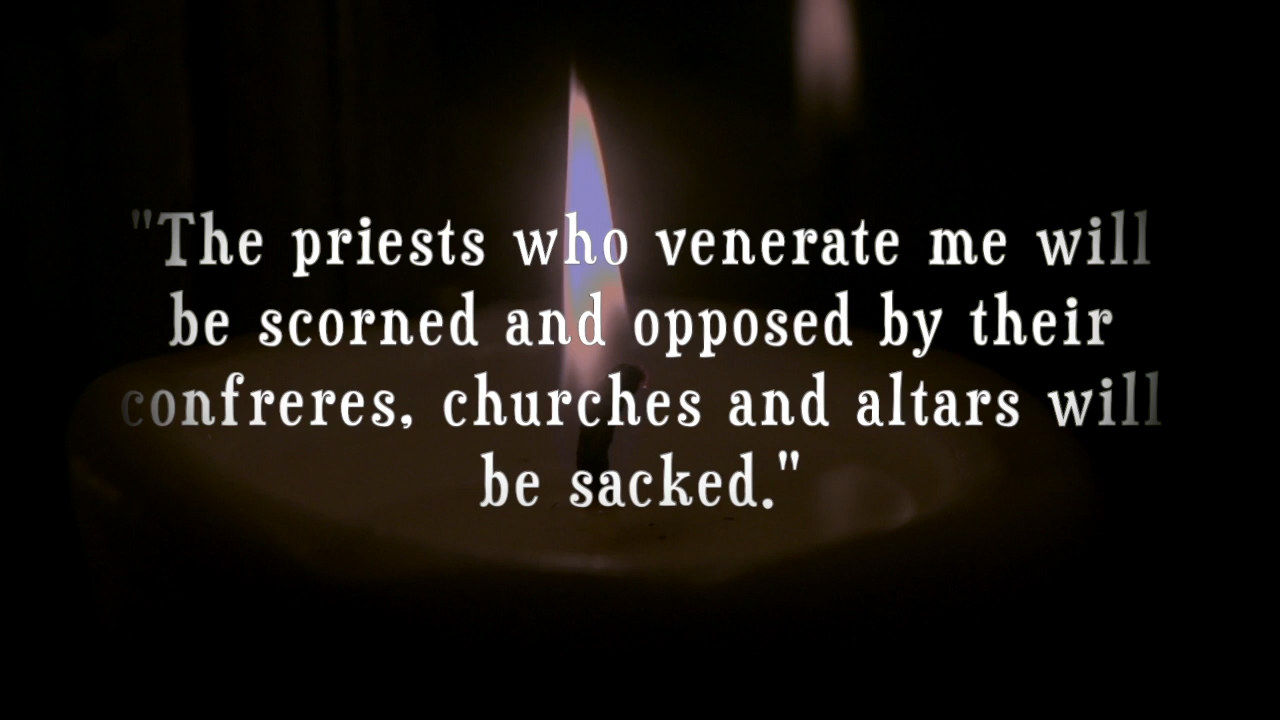 "The priests who venerate me will
be scorned and opposed by their
confreres, churches and altars will
be sacked."